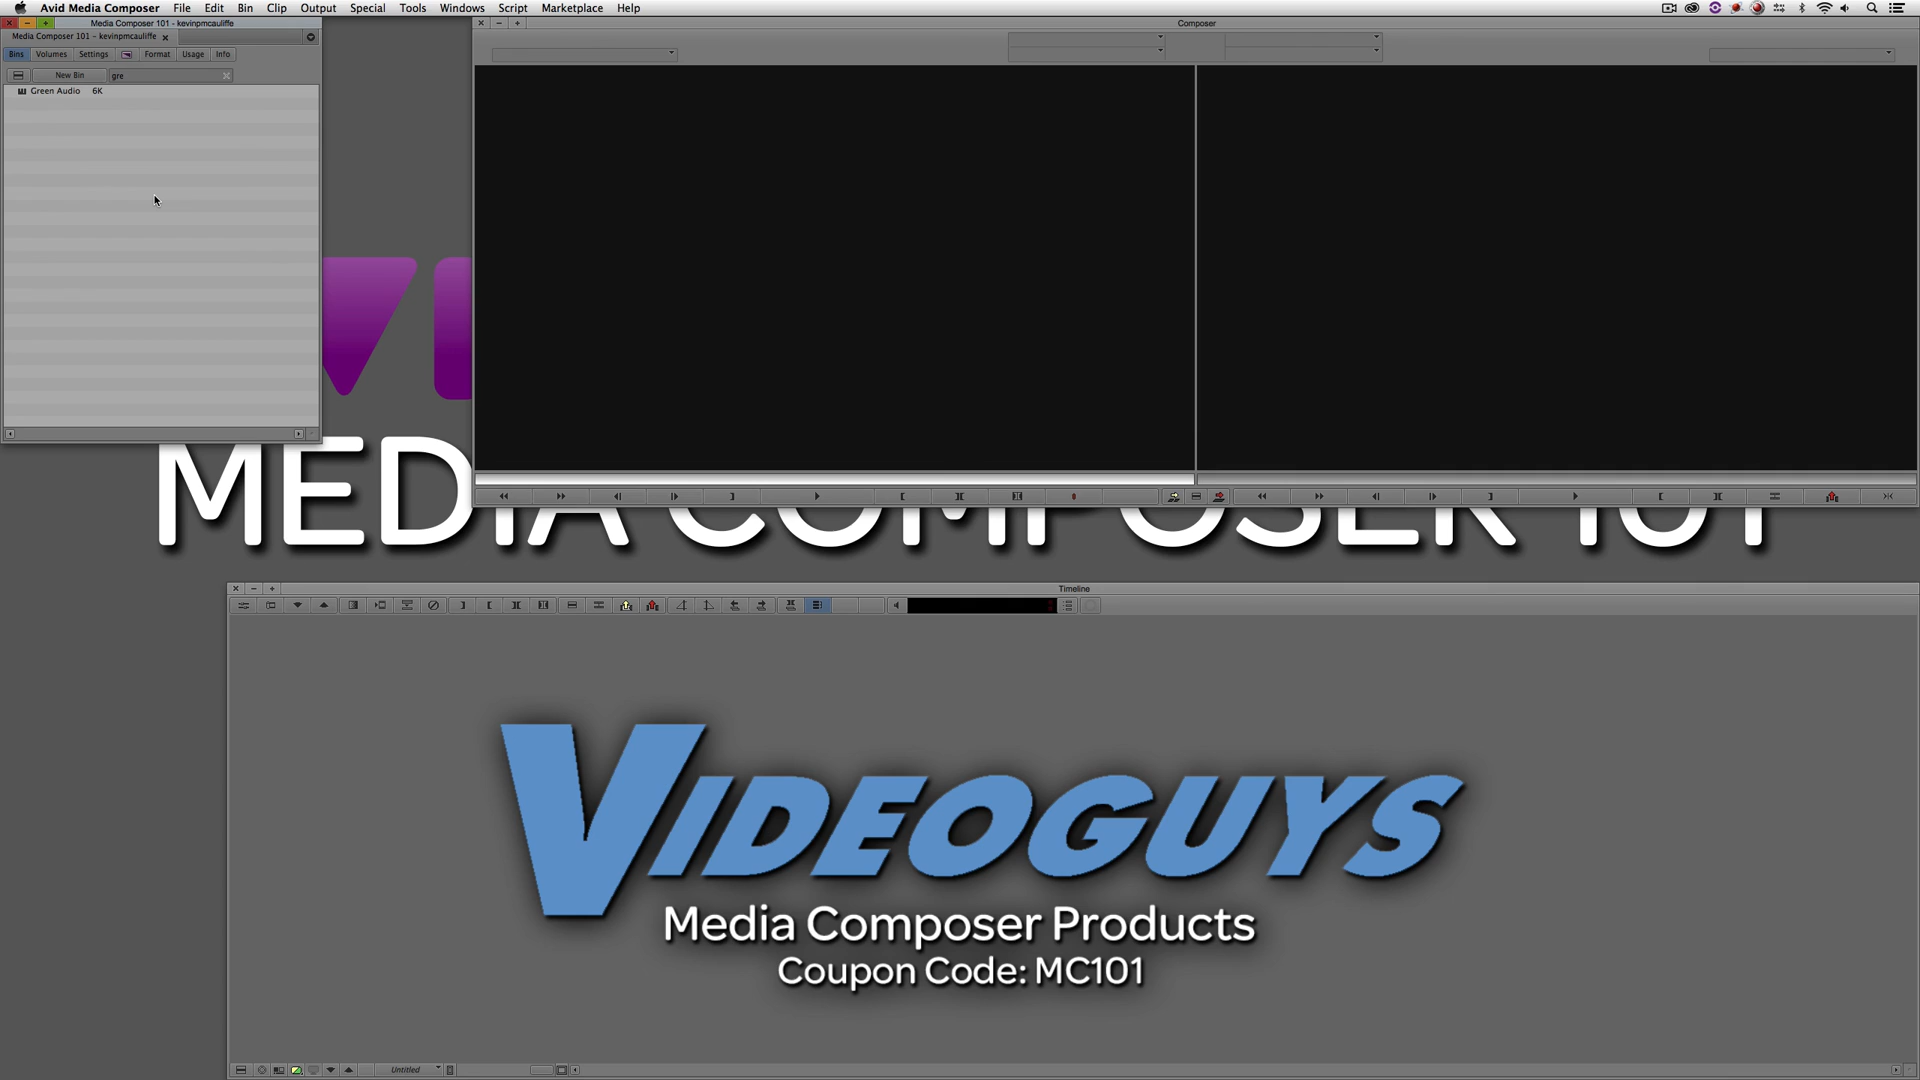 Avid Media Composer File Edit Bin Clip Output Special Tools Windows Script Marketplace Help
Media Composer 101 - kevinpmcauliffe
Composer
Media Composer 101 - kevinpmcauliffe
Bins Volumes Settings Format Usage Info
New Bin gre
Green Audio 6K
MEDIA COMPOSER 101
Timeline
VIDEOGUYS
Media Composer Products
Coupon Code: MC101
Untitled